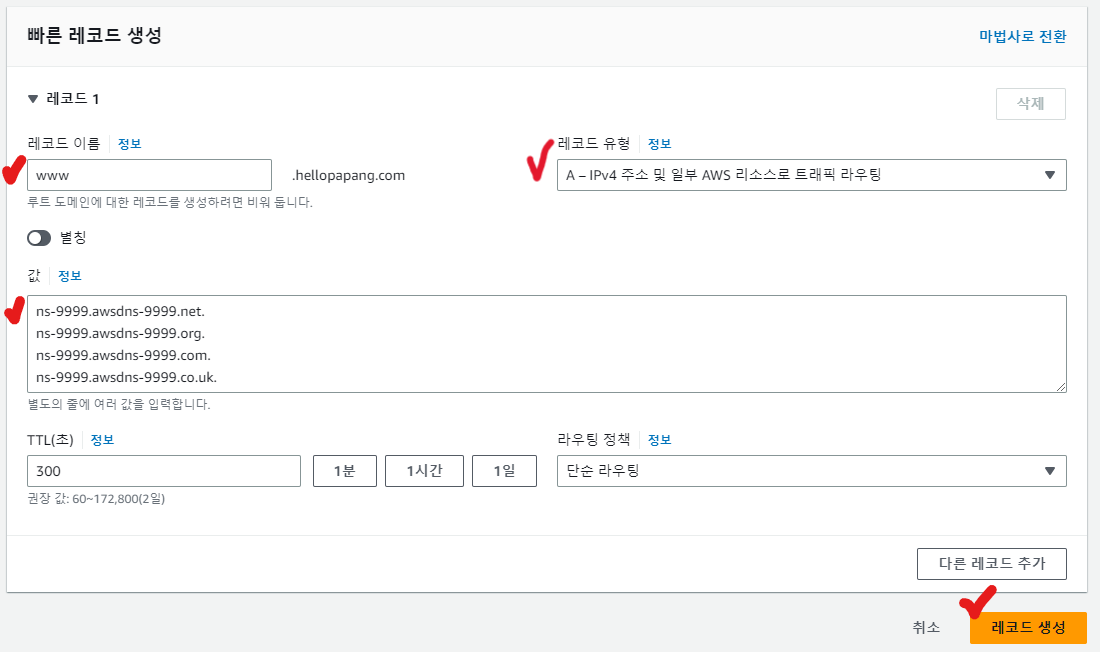 빠른 레코드 생성
마법사로 전환
▼ 레코드 1
삭제
레코드 이름 정보
www .hellopapang.com
루트 도메인에 대한 레코드를 생성하려면 비워 둡니다.
레코드 유형 정보
A – IPv4 주소 및 일부 AWS 리소스로 트래픽 라우팅
별칭
값 정보
ns-9999.awsdns-9999.net.
ns-9999.awsdns-9999.org.
ns-9999.awsdns-9999.com.
ns-9999.awsdns-9999.co.uk.
별도의 줄에 여러 값을 입력합니다.
TTL(초) 정보
300 1분 1시간 1일
권장 값: 60~172,800(2일)
라우팅 정책 정보
단순 라우팅
다른 레코드 추가
취소 레코드 생성